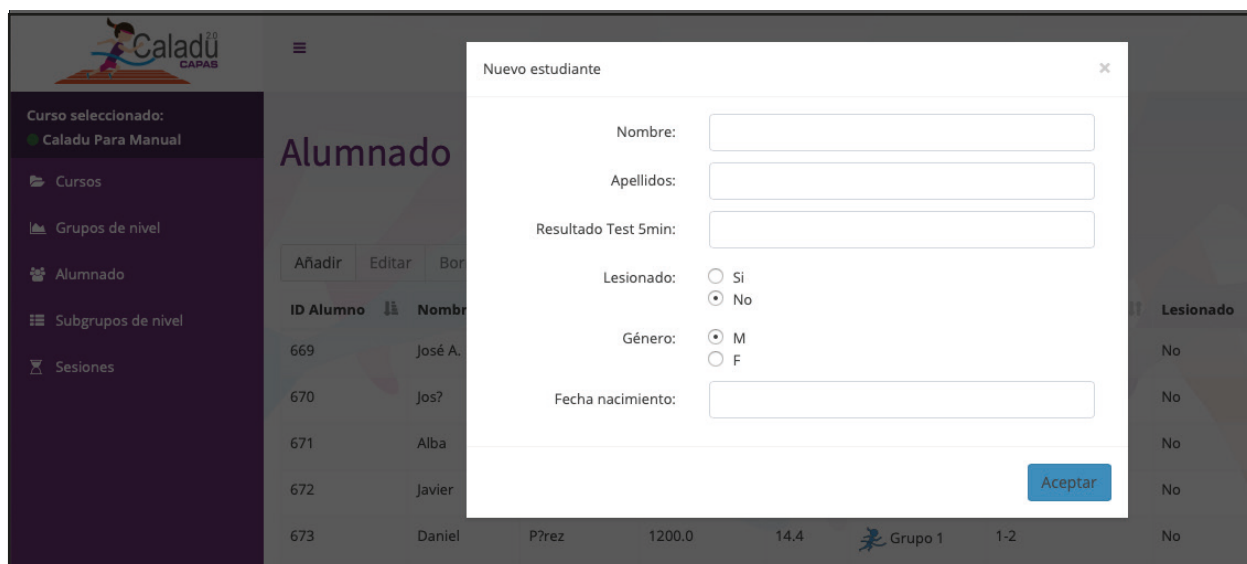 Caladu 2.0
CAPAS
Curso seleccionado:
Caladu Para Manual
Cursos
Grupos de nivel
Alumnado
Subgrupos de nivel
Sesiones
Alumnado
Añadir Editar Bor
ID Alumno Nombr Lesionado
669 José A. No
670 Jos? No
671 Alba No
672 Javier No
673 Daniel P?rez 1200.0 14.4 Grupo 1 1-2 No
Nuevo estudiante ×
Nombre:
Apellidos:
Resultado Test 5min:
Lesionado: Si
No
Género: M
F
Fecha nacimiento:
Aceptar